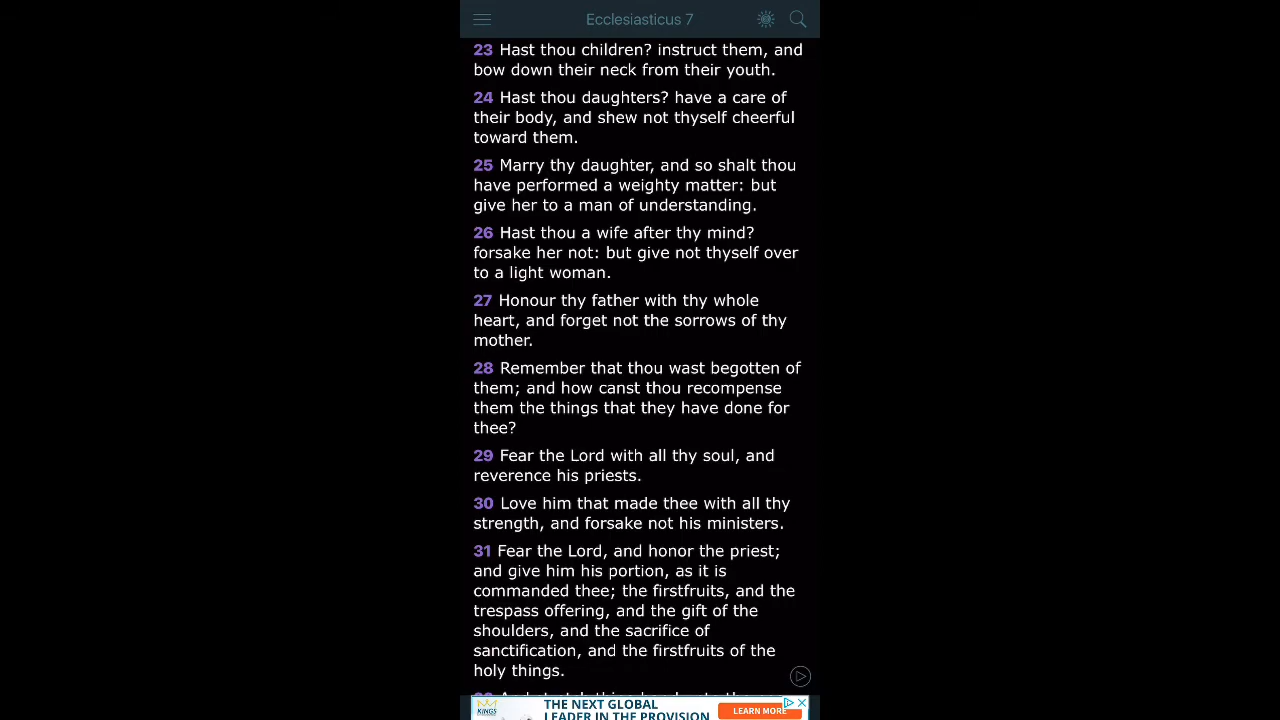 Ecclesiasticus 7
23 Hast thou children? instruct them, and
bow down their neck from their youth.
24 Hast thou daughters? have a care of
their body, and shew not thyself cheerful
toward them.
25 Marry thy daughter, and so shalt thou
have performed a weighty matter: but
give her to a man of understanding.
26 Hast thou a wife after thy mind?
forsake her not: but give not thyself over
to a light woman.
27 Honour thy father with thy whole
heart, and forget not the sorrows of thy
mother.
28 Remember that thou wast begotten of
them; and how canst thou recompense
them the things that they have done for
thee?
29 Fear the Lord with all thy soul, and
reverence his priests.
30 Love him that made thee with all thy
strength, and forsake not his ministers.
31 Fear the Lord, and honor the priest;
and give him his portion, as it is
commanded thee; the firstfruits, and the
trespass offering, and the gift of the
shoulders, and the sacrifice of
sanctification, and the firstfruits of the
holy things.
KINGS
THE NEXT GLOBAL
LEADER IN THE PROVISION
LEARN MORE